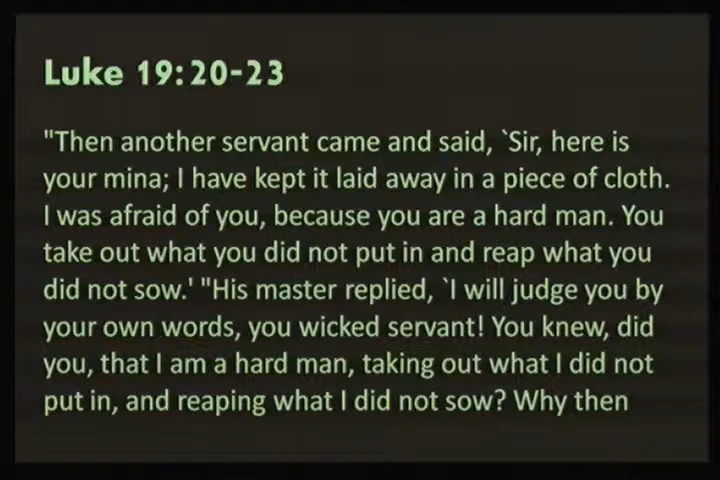 Luke 19:20-23
"Then another servant came and said, `Sir, here is
your mina; I have kept it laid away in a piece of cloth.
I was afraid of you, because you are a hard man. You
take out what you did not put in and reap what you
did not sow.' "His master replied, `I will judge you by
your own words, you wicked servant! You knew, did
you, that I am a hard man, taking out what I did not
put in, and reaping what I did not sow? Why then